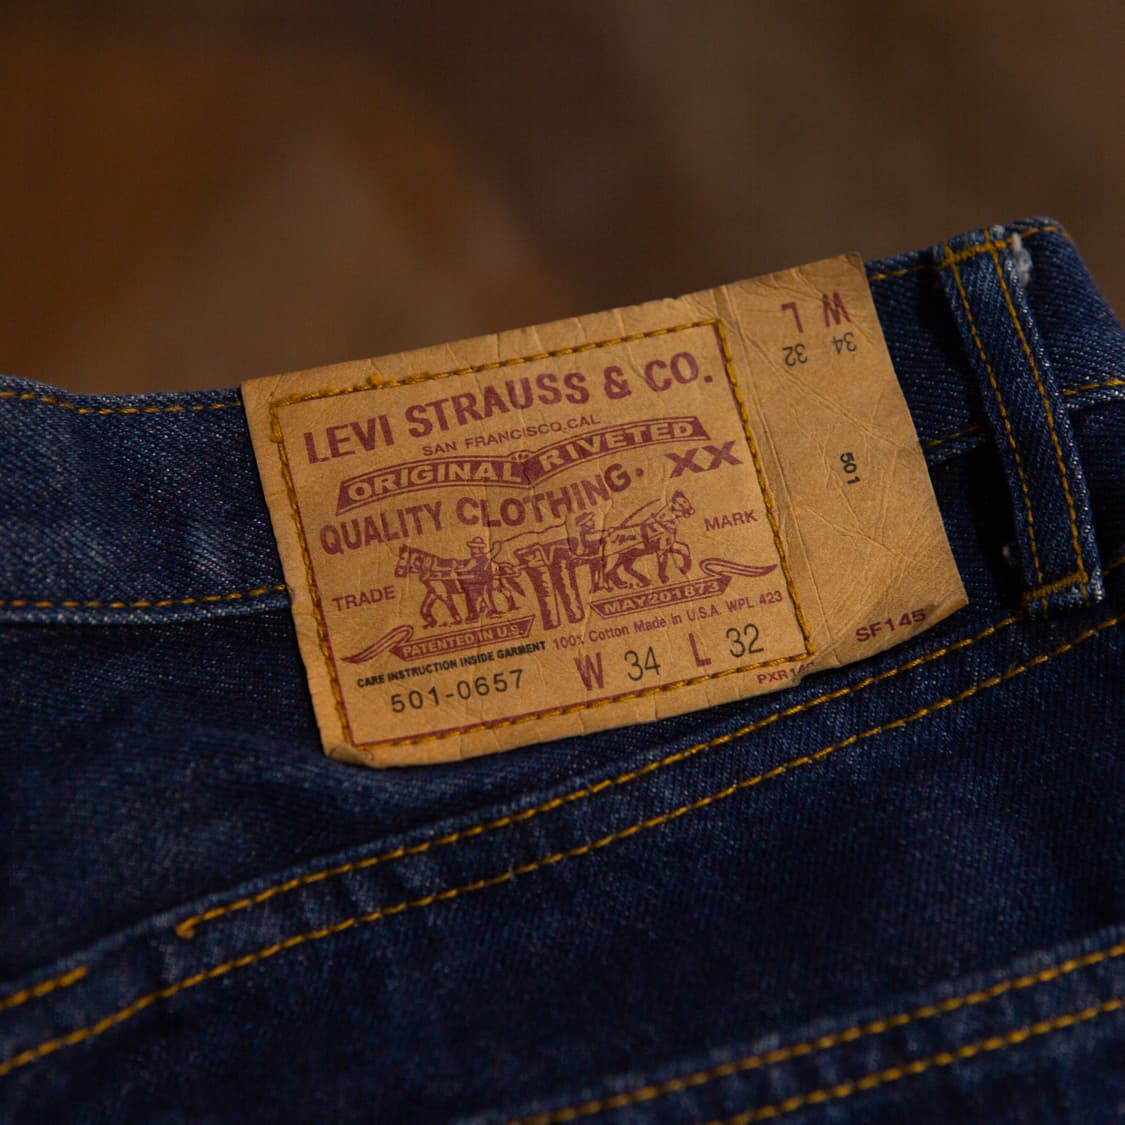 LEVI STRAUSS & CO.
SAN FRANCISCO, CAL
ORIGINAL RIVETED
QUALITY CLOTHING · XX
TRADE MARK
PATENTED IN U.S.
MAY 20 1873
CARE INSTRUCTION INSIDE GARMENT
100% Cotton Made in U.S.A. WPL 423
501-0657
W 34 L 32
W L
34 32
501
SF145